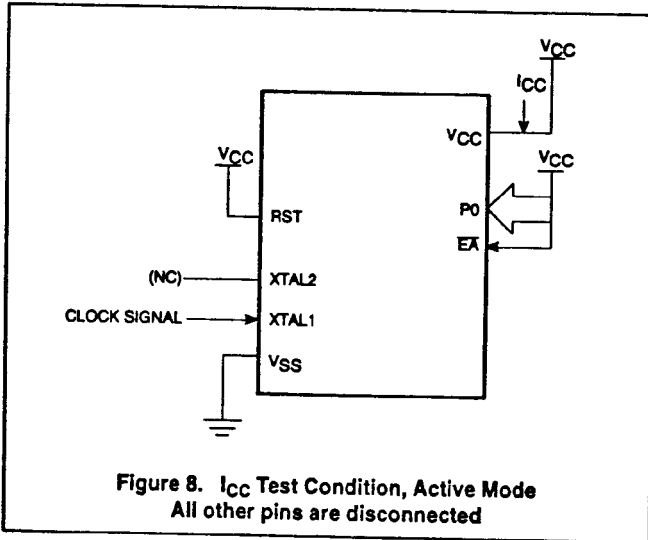 VCC
ICC
VCC
VCC
VCC
P0
RST
EA
(NC)
XTAL2
CLOCK SIGNAL
XTAL1
VSS
Figure 8. ICC Test Condition, Active Mode
All other pins are disconnected